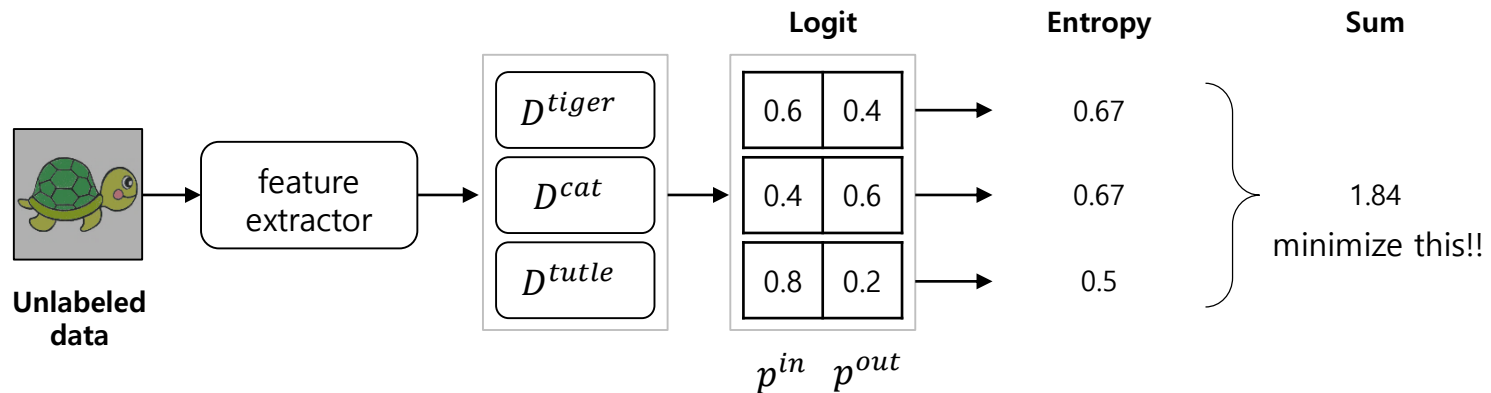 Logit
Entropy
Sum
D^{tiger}
0.6 0.4
0.67
feature
extractor
D^{cat}
0.4 0.6
0.67
1.84
minimize this!!
D^{tutle}
0.8 0.2
0.5
Unlabeled
data
p^{in} p^{out}